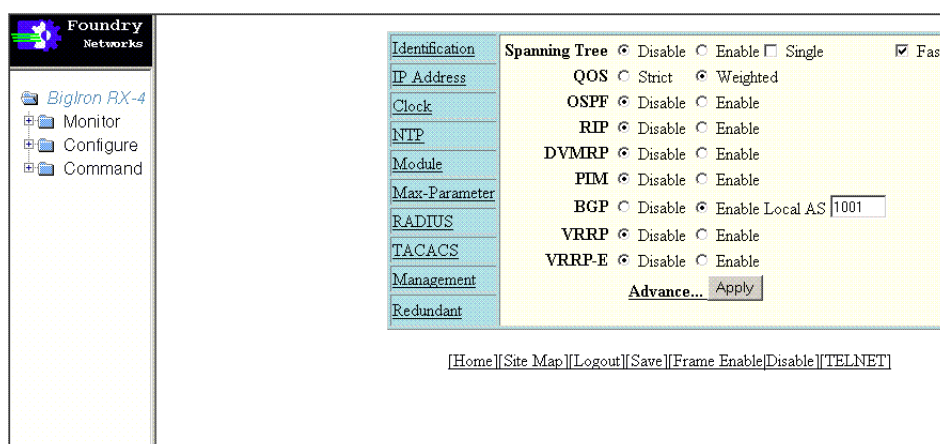 Foundry
Networks
BigIron RX-4
Monitor
Configure
Command
Identification
IP Address
Clock
NTP
Module
Max-Parameter
RADIUS
TACACS
Management
Redundant
Spanning Tree Disable Enable Single Fas
QOS Strict Weighted
OSPF Disable Enable
RIP Disable Enable
DVMRP Disable Enable
PIM Disable Enable
BGP Disable Enable Local AS 1001
VRRP Disable Enable
VRRP-E Disable Enable
Advance... Apply
[Home][Site Map][Logout][Save][Frame Enable|Disable][TELNET]